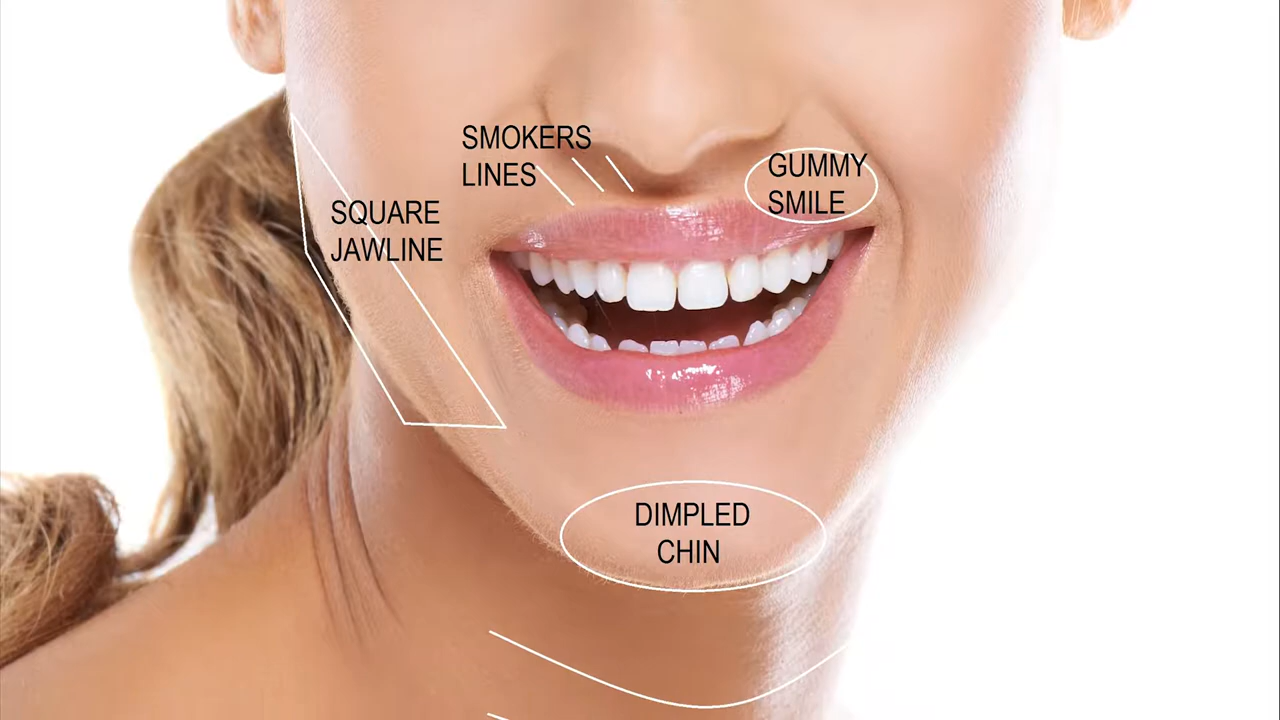 SMOKERS
LINES
GUMMY
SMILE
SQUARE
JAWLINE
DIMPLED
CHIN